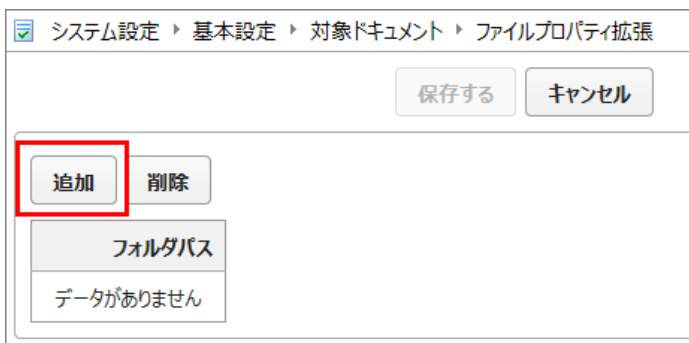 システム設定 ▸ 基本設定 ▸ 対象ドキュメント ▸ ファイルプロパティ拡張
保存する キャンセル
追加 削除
フォルダパス
データがありません